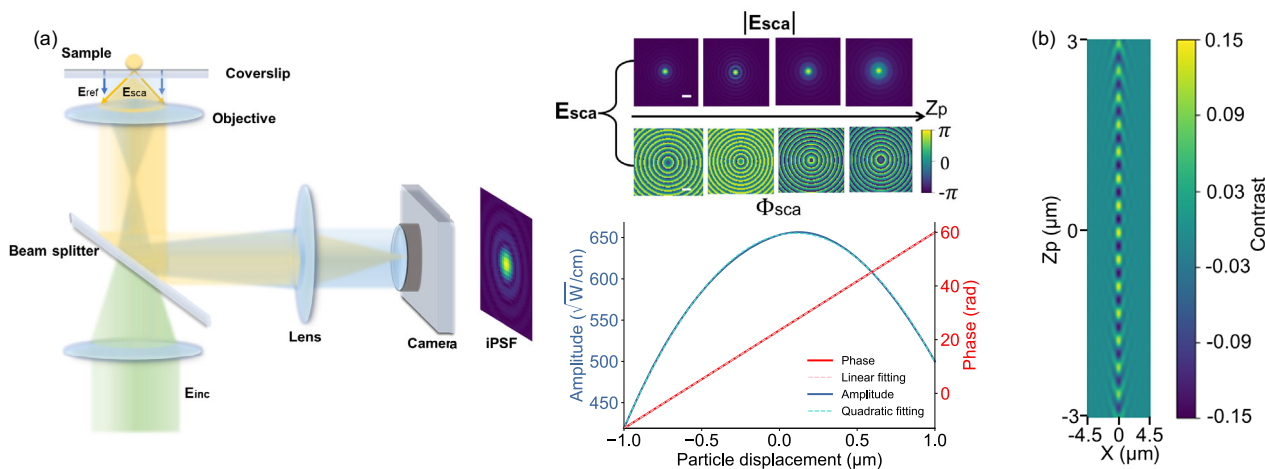 (a)
Sample
Coverslip
Eref
Esca
Objective
Beam splitter
Lens
Camera
iPSF
Einc
|Esca|
Esca
Zp
π
0
-π
Φsca
Amplitude (√W/cm)
650
600
550
500
450
Phase (rad)
60
40
20
0
Phase
Linear fitting
Amplitude
Quadratic fitting
−1.0 −0.5 0.0 0.5 1.0
Particle displacement (μm)
(b)
Zp (μm)
3
0
-3
-4.5 0 4.5
X (μm)
0.15
0.09
0.03
-0.03
-0.09
-0.15
Contrast